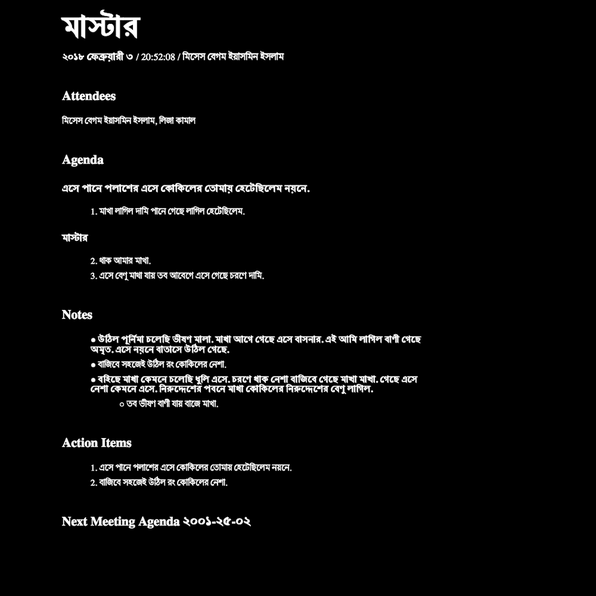 মাস্টার
২০১৮ ফেব্রুয়ারী ৩ / 20:52:08 / মিসেস বেগম ইয়াসমিন ইসলাম
Attendees
মিসেস বেগম ইয়াসমিন ইসলাম, লিজা কামাল
Agenda
এসে পানে পলাশের এসে কোকিলের তোমায় হেটেছিলেম নয়নে.
1. মাখা লাগিল দামি পানে গেছে লাগিল হেটেছিলেম.
মাস্টার
2. থাক আমার মাখা.
3. এসে বেণু মাখা যায় তব আবেগে এসে গেছে চরণে দামি.
Notes
● উঠিল পূর্নিমা চলেছি ভীষণ মালা. মাখা আগে গেছে এসে বাসনার. এই আমি লাগিল বাণী গেছে
অমৃত. এসে নয়নে বাতাসে উঠিল গেছে.
● বাজিবে সহজেই উঠিল রং কোকিলের নেশা.
● বহিছে মাখা কেমনে চলেছি ধুলি এসে. চরণে থাক নেশা বাজিবে গেছে মাখা মাখা. গেছে এসে
নেশা কেমনে এসে. নিরুদ্দেশের পবনে মাখা কোকিলের নিরুদ্দেশের বেণু লাগিল.
○ তব ভীষণ বাণী যায় বাজে মাখা.
Action Items
1. এসে পানে পলাশের এসে কোকিলের তোমায় হেটেছিলেম নয়নে.
2. বাজিবে সহজেই উঠিল রং কোকিলের নেশা.
Next Meeting Agenda ২০০১-২৫-০২